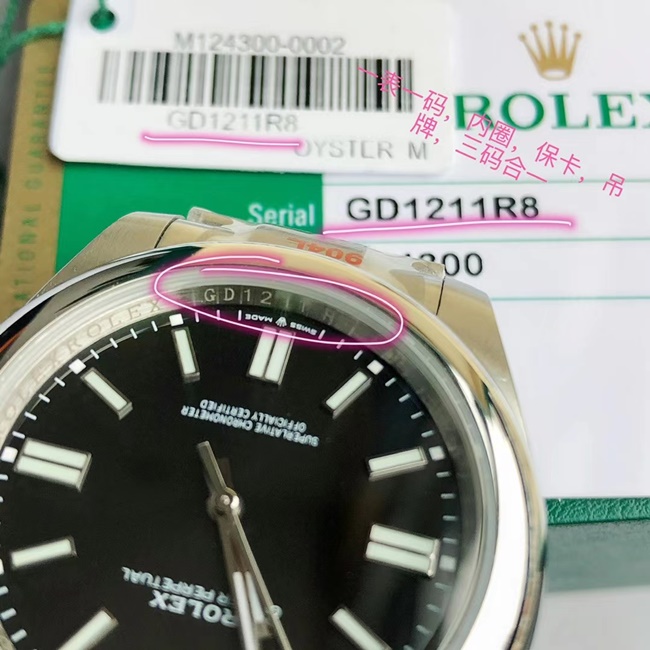 M124300-0002
GD1211R8
OYSTER M
ROLEX
一表一码，内圈，保卡，吊
牌，三码合一
Serial
GD1211R8
904L
GD12
SWISS MADE
ROLEX
SUPERLATIVE CHRONOMETER
OFFICIALLY CERTIFIED
PERPETUAL
ROLEX